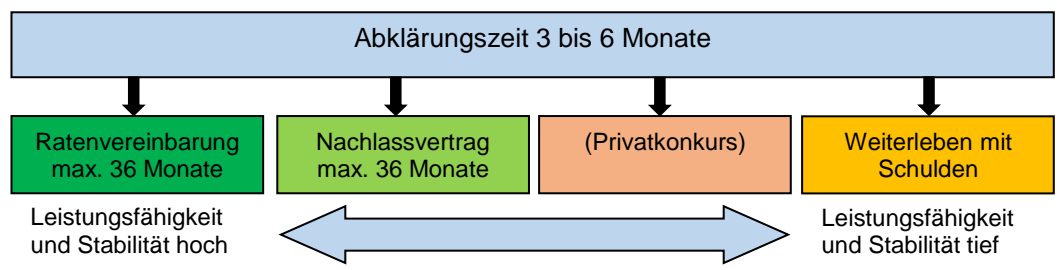 Abklärungszeit 3 bis 6 Monate
Ratenvereinbarung
max. 36 Monate
Nachlassvertrag
max. 36 Monate
(Privatkonkurs)
Weiterleben mit
Schulden
Leistungsfähigkeit
und Stabilität hoch
Leistungsfähigkeit
und Stabilität tief